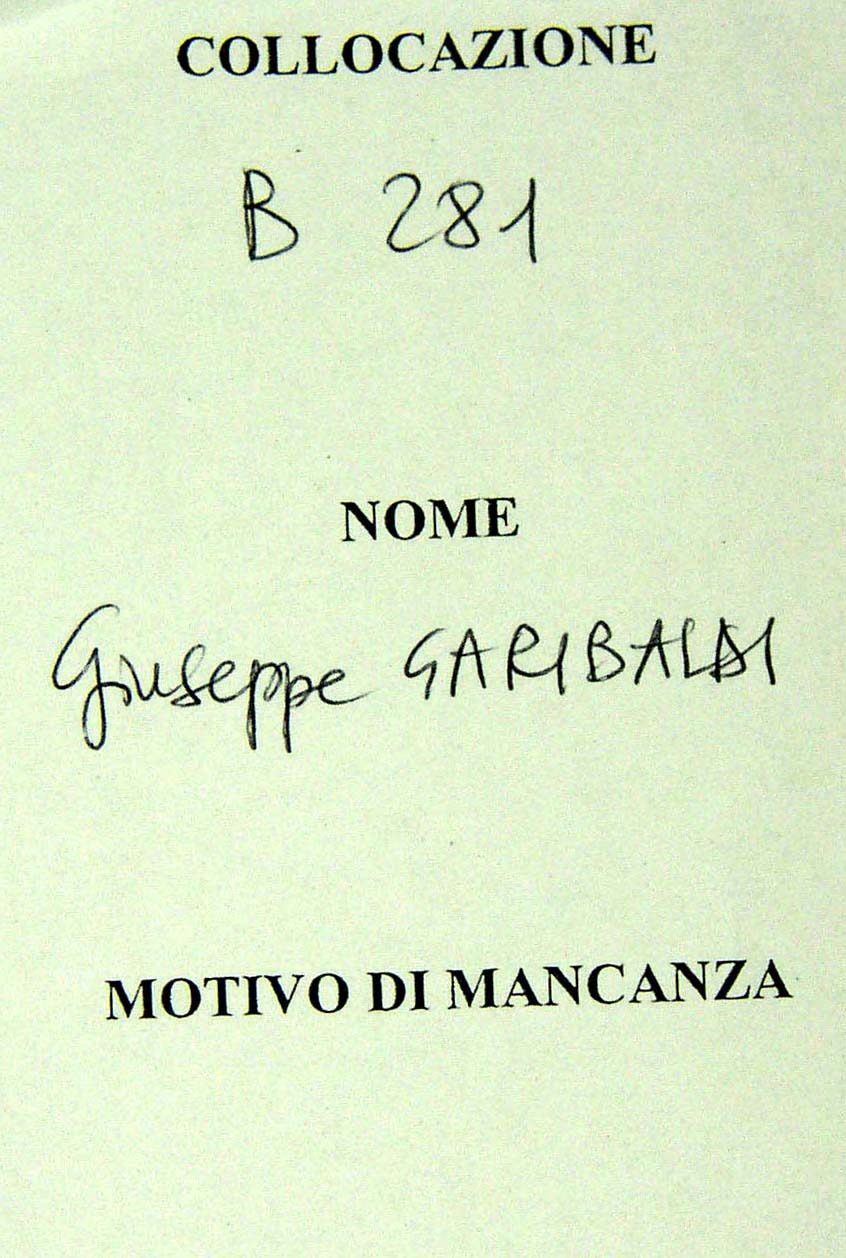 COLLOCAZIONE
B 281
NOME
Giuseppe GARIBALDI
MOTIVO DI MANCANZA